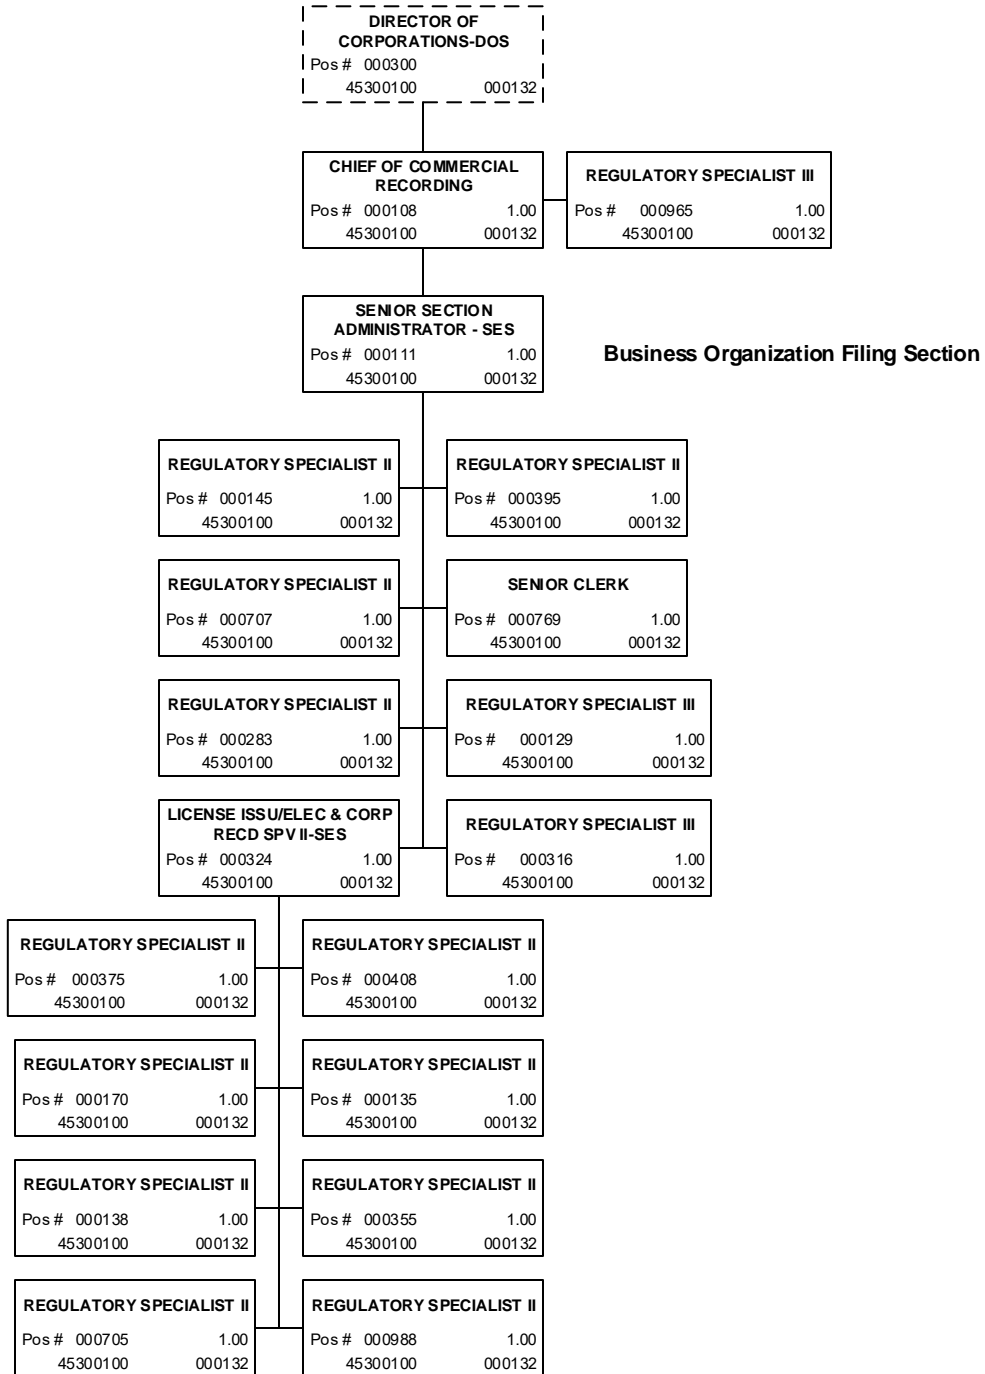 DIRECTOR OF
CORPORATIONS-DOS
Pos # 000300
45300100 000132
CHIEF OF COMMERCIAL
RECORDING
Pos # 000108 1.00
45300100 000132
REGULATORY SPECIALIST III
Pos # 000965 1.00
45300100 000132
SENIOR SECTION
ADMINISTRATOR - SES
Pos # 000111 1.00
45300100 000132
Business Organization Filing Section
REGULATORY SPECIALIST II
Pos # 000145 1.00
45300100 000132
REGULATORY SPECIALIST II
Pos # 000395 1.00
45300100 000132
REGULATORY SPECIALIST II
Pos # 000707 1.00
45300100 000132
SENIOR CLERK
Pos # 000769 1.00
45300100 000132
REGULATORY SPECIALIST II
Pos # 000283 1.00
45300100 000132
REGULATORY SPECIALIST III
Pos # 000129 1.00
45300100 000132
LICENSE ISSU/ELEC & CORP
RECD SPV II-SES
Pos # 000324 1.00
45300100 000132
REGULATORY SPECIALIST III
Pos # 000316 1.00
45300100 000132
REGULATORY SPECIALIST II
Pos # 000375 1.00
45300100 000132
REGULATORY SPECIALIST II
Pos # 000408 1.00
45300100 000132
REGULATORY SPECIALIST II
Pos # 000170 1.00
45300100 000132
REGULATORY SPECIALIST II
Pos # 000135 1.00
45300100 000132
REGULATORY SPECIALIST II
Pos # 000138 1.00
45300100 000132
REGULATORY SPECIALIST II
Pos # 000355 1.00
45300100 000132
REGULATORY SPECIALIST II
Pos # 000705 1.00
45300100 000132
REGULATORY SPECIALIST II
Pos # 000988 1.00
45300100 000132